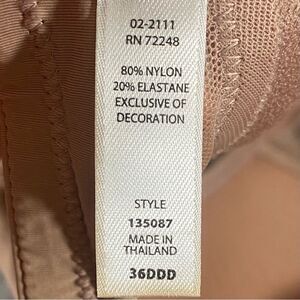 02-2111
RN 72248
80% NYLON
20% ELASTANE
EXCLUSIVE OF
DECORATION
STYLE
135087
MADE IN
THAILAND
36DDD